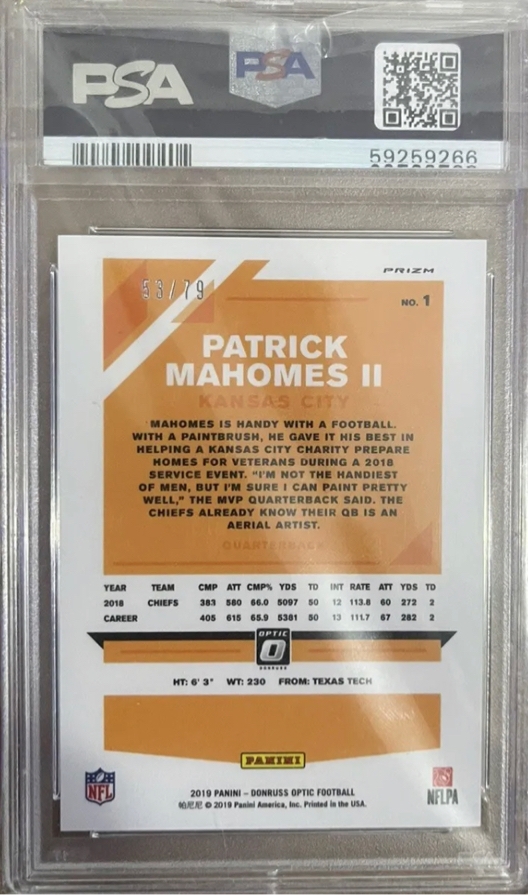 PSA
PSA
59259266
PRIZM
53/79
NO. 1
PATRICK
MAHOMES II
KANSAS CITY
MAHOMES IS HANDY WITH A FOOTBALL.
WITH A PAINTBRUSH, HE GAVE IT HIS BEST IN
HELPING A KANSAS CITY CHARITY PREPARE
HOMES FOR VETERANS DURING A 2018
SERVICE EVENT. "I'M NOT THE HANDIEST
OF MEN, BUT I'M SURE I CAN PAINT PRETTY
WELL," THE MVP QUARTERBACK SAID. THE
CHIEFS ALREADY KNOW THEIR QB IS AN
AERIAL ARTIST.
QUARTERBACK
YEAR TEAM CMP ATT CMP% YDS TD INT RATE ATT YDS TD
2018 CHIEFS 383 580 66.0 5097 50 12 113.8 60 272 2
CAREER 405 615 65.9 5381 50 13 111.7 67 282 2
OPTIC
DONRUSS
HT: 6' 3" WT: 230 FROM: TEXAS TECH
PANINI
NFL
NFLPA
2019 PANINI – DONRUSS OPTIC FOOTBALL
帕尼尼 © 2019 Panini America, Inc. Printed in the USA.